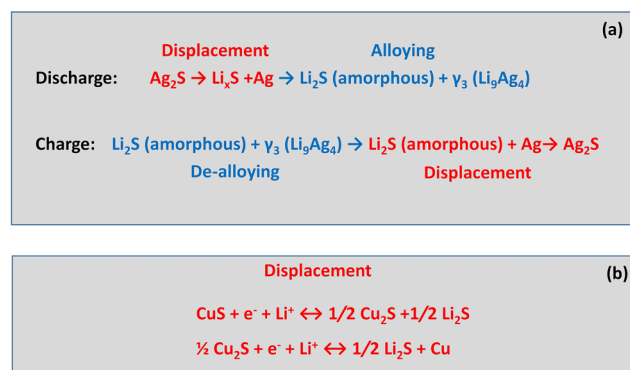 (a)
Displacement Alloying
Discharge: Ag₂S → LiₓS +Ag → Li₂S (amorphous) + γ₃ (Li₉Ag₄)
Charge: Li₂S (amorphous) + γ₃ (Li₉Ag₄) → Li₂S (amorphous) + Ag→ Ag₂S
De-alloying Displacement
Displacement (b)
CuS + e⁻ + Li⁺ ↔ 1/2 Cu₂S +1/2 Li₂S
½ Cu₂S + e⁻ + Li⁺ ↔ 1/2 Li₂S + Cu